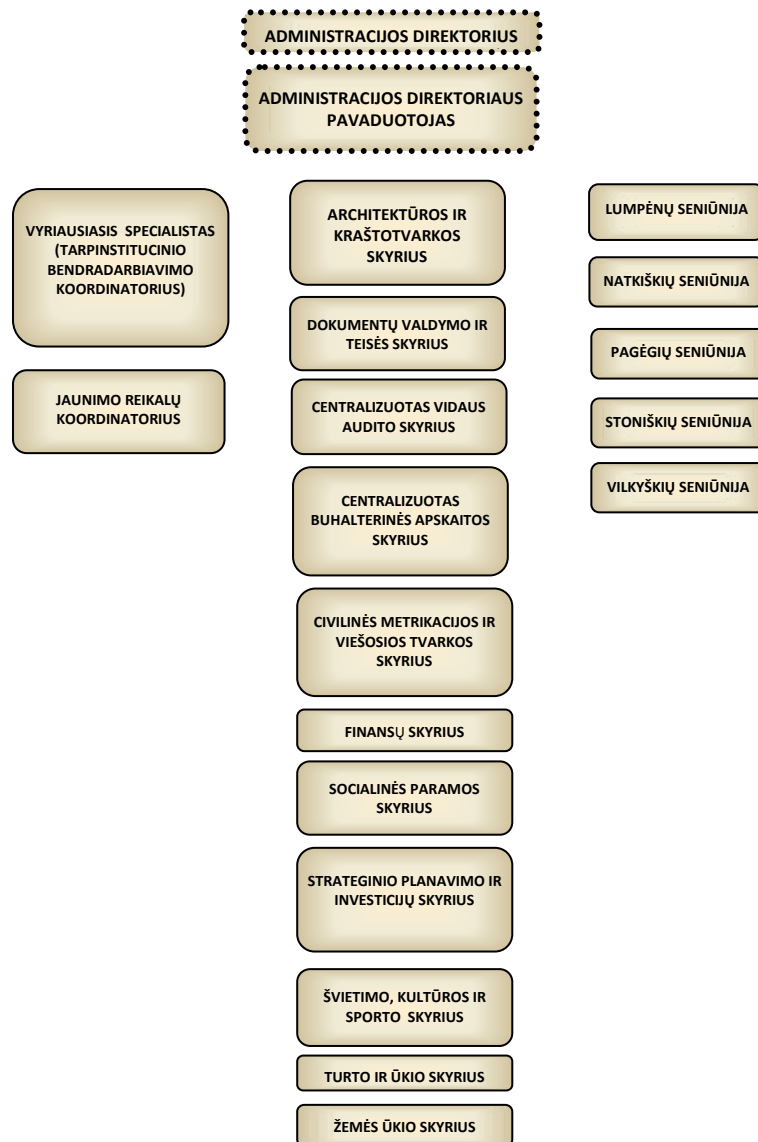 ADMINISTRACIJOS DIREKTORIUS
ADMINISTRACIJOS DIREKTORIAUS
PAVADUOTOJAS
VYRIAUSIASIS SPECIALISTAS
(TARPINSTITUCINIO
BENDRADARBIAVIMO
KOORDINATORIUS)
JAUNIMO REIKALŲ
KOORDINATORIUS
ARCHITEKTŪROS IR
KRAŠTOTVARKOS
SKYRIUS
DOKUMENTŲ VALDYMO IR
TEISĖS SKYRIUS
CENTRALIZUOTAS VIDAUS
AUDITO SKYRIUS
CENTRALIZUOTAS
BUHALTERINĖS APSKAITOS
SKYRIUS
CIVILINĖS METRIKACIJOS IR
VIEŠOSIOS TVARKOS
SKYRIUS
FINANSŲ SKYRIUS
SOCIALINĖS PARAMOS
SKYRIUS
STRATEGINIO PLANAVIMO IR
INVESTICIJŲ SKYRIUS
ŠVIETIMO, KULTŪROS IR
SPORTO SKYRIUS
TURTO IR ŪKIO SKYRIUS
ŽEMĖS ŪKIO SKYRIUS
LUMPĖNŲ SENIŪNIJA
NATKIŠKIŲ SENIŪNIJA
PAGĖGIŲ SENIŪNIJA
STONIŠKIŲ SENIŪNIJA
VILKYŠKIŲ SENIŪNIJA